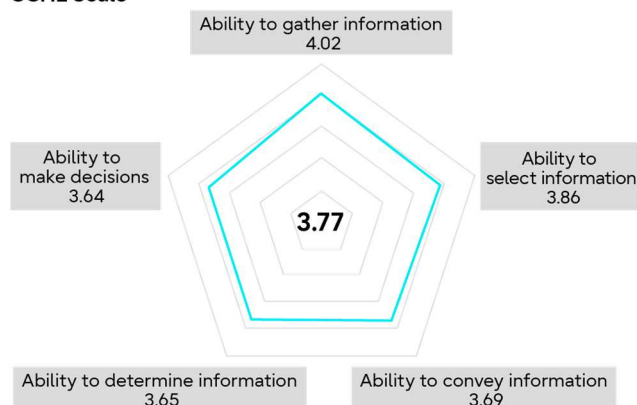 Ability to gather information
4.02
Ability to
make decisions
3.64
Ability to
select information
3.86
3.77
Ability to determine information
3.65
Ability to convey information
3.69